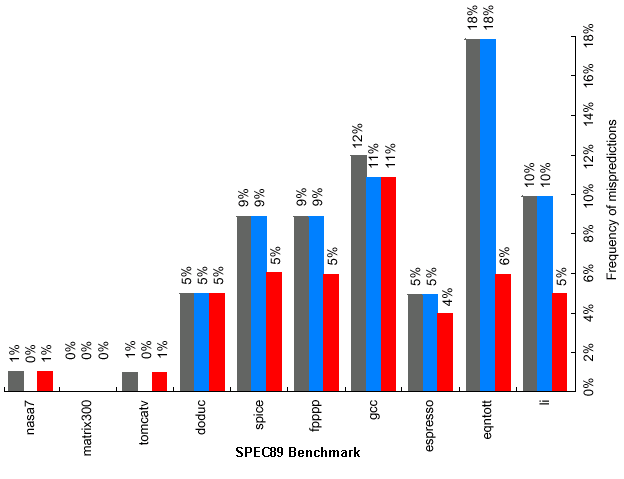 1% 0% 1%
0% 0% 0%
1% 0% 1%
5% 5% 5%
9% 9% 5%
9% 9% 5%
12% 11% 11%
5% 5% 4%
18% 18% 6%
10% 10% 5%
nasa7
matrix300
tomcatv
doduc
spice
fpppp
gcc
espresso
eqntott
li
SPEC89 Benchmark
18%
16%
14%
12%
10%
8%
6%
4%
2%
0%
Frequency of mispredictions